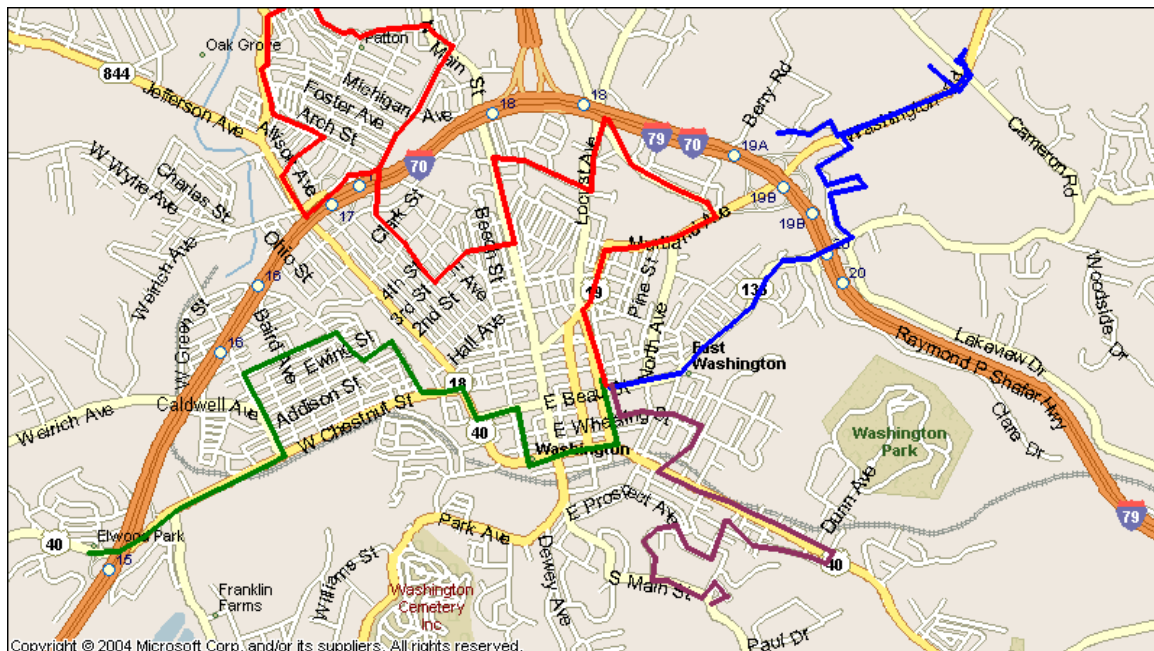 Oak Grove
Patton
844
Jefferson Ave
Main St
Michigan Ave
Foster Ave
Arch St
Allison Ave
18
18
Berry Rd
Washington Rd
Cameron Rd
79
70
19A
70
W Wylie Ave
Charles St
17
17
Clark St
Beech St
Locust Ave
19B
19B
Weirich Ave
Ohio St
4th St
3rd St
2nd St
E Ave
Pine St
136
20
20
Woodside Dr
16
16
W Green St
Baird Ave
Ewing St
Hall Ave
19
North Ave
East Washington
Raymond P Shafer Hwy
Lakeview Dr
18
Caldwell Ave
Addison St
W Chestnut St
E Beau St
E Wheeling St
Weirich Ave
40
Washington
Washington Park
Clare Dr
Dunn Ave
E Prospect Ave
Park Ave
79
40
Elwood Park
15
40
Dewey Ave
S Main St
Williams St
Franklin Farms
Washington Cemetery Inc
Paul Dr
Copyright © 2004 Microsoft Corp. and/or its suppliers. All rights reserved.